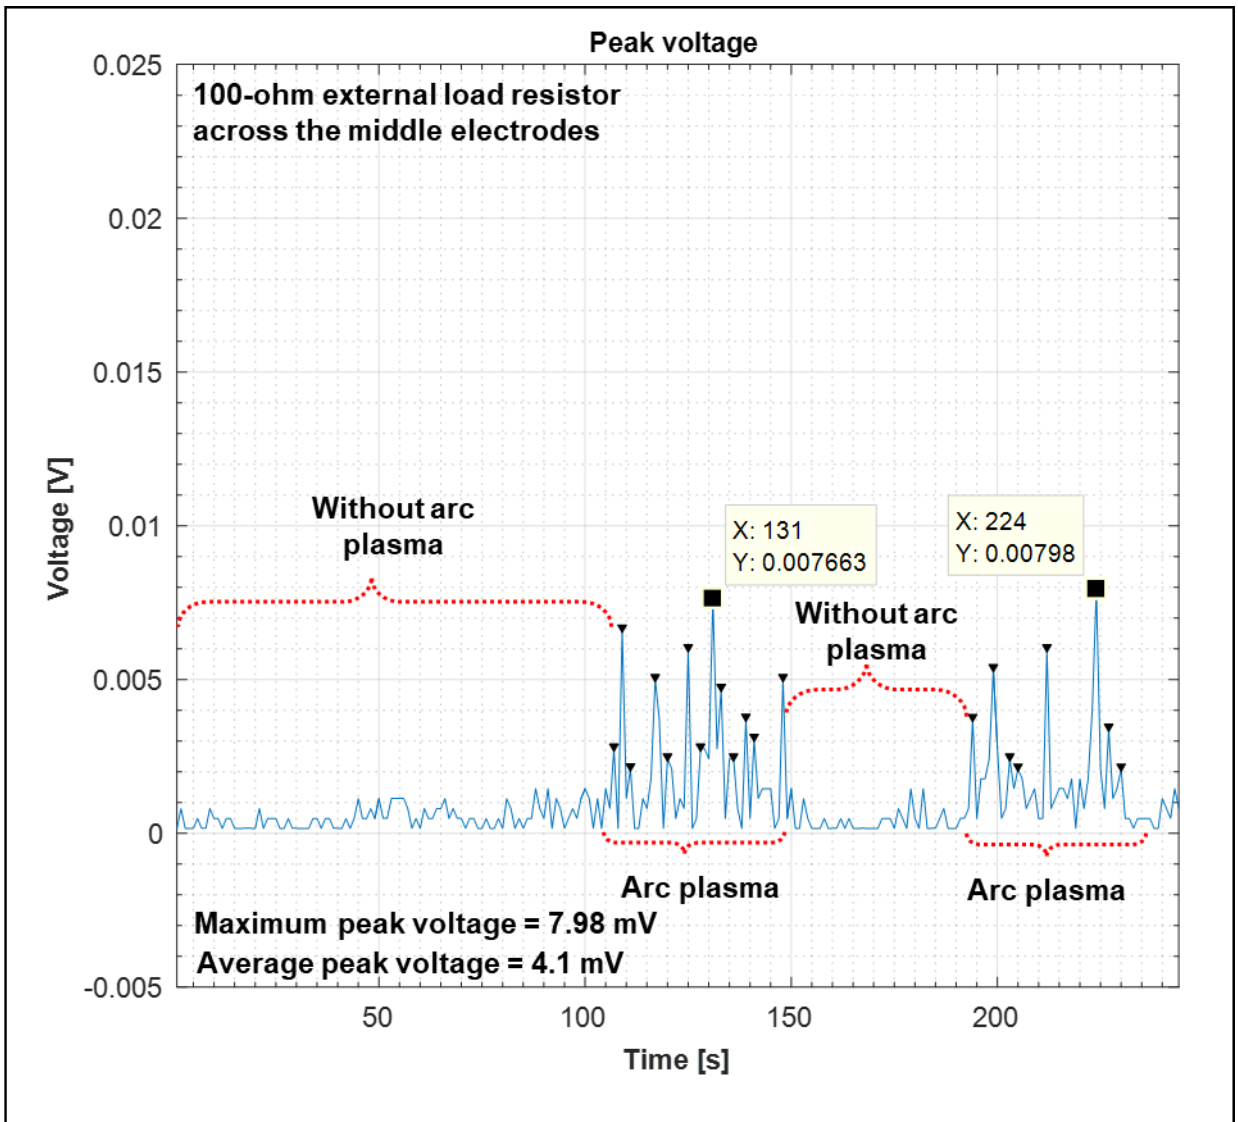 Peak voltage
0.025
100-ohm external load resistor
across the middle electrodes
0.02
0.015
Without arc
plasma
0.01
X: 131
Y: 0.007663
X: 224
Y: 0.00798
Without arc
plasma
0.005
0
Arc plasma
Arc plasma
Maximum peak voltage = 7.98 mV
Average peak voltage = 4.1 mV
-0.005
50
100
150
200
Time [s]
Voltage [V]